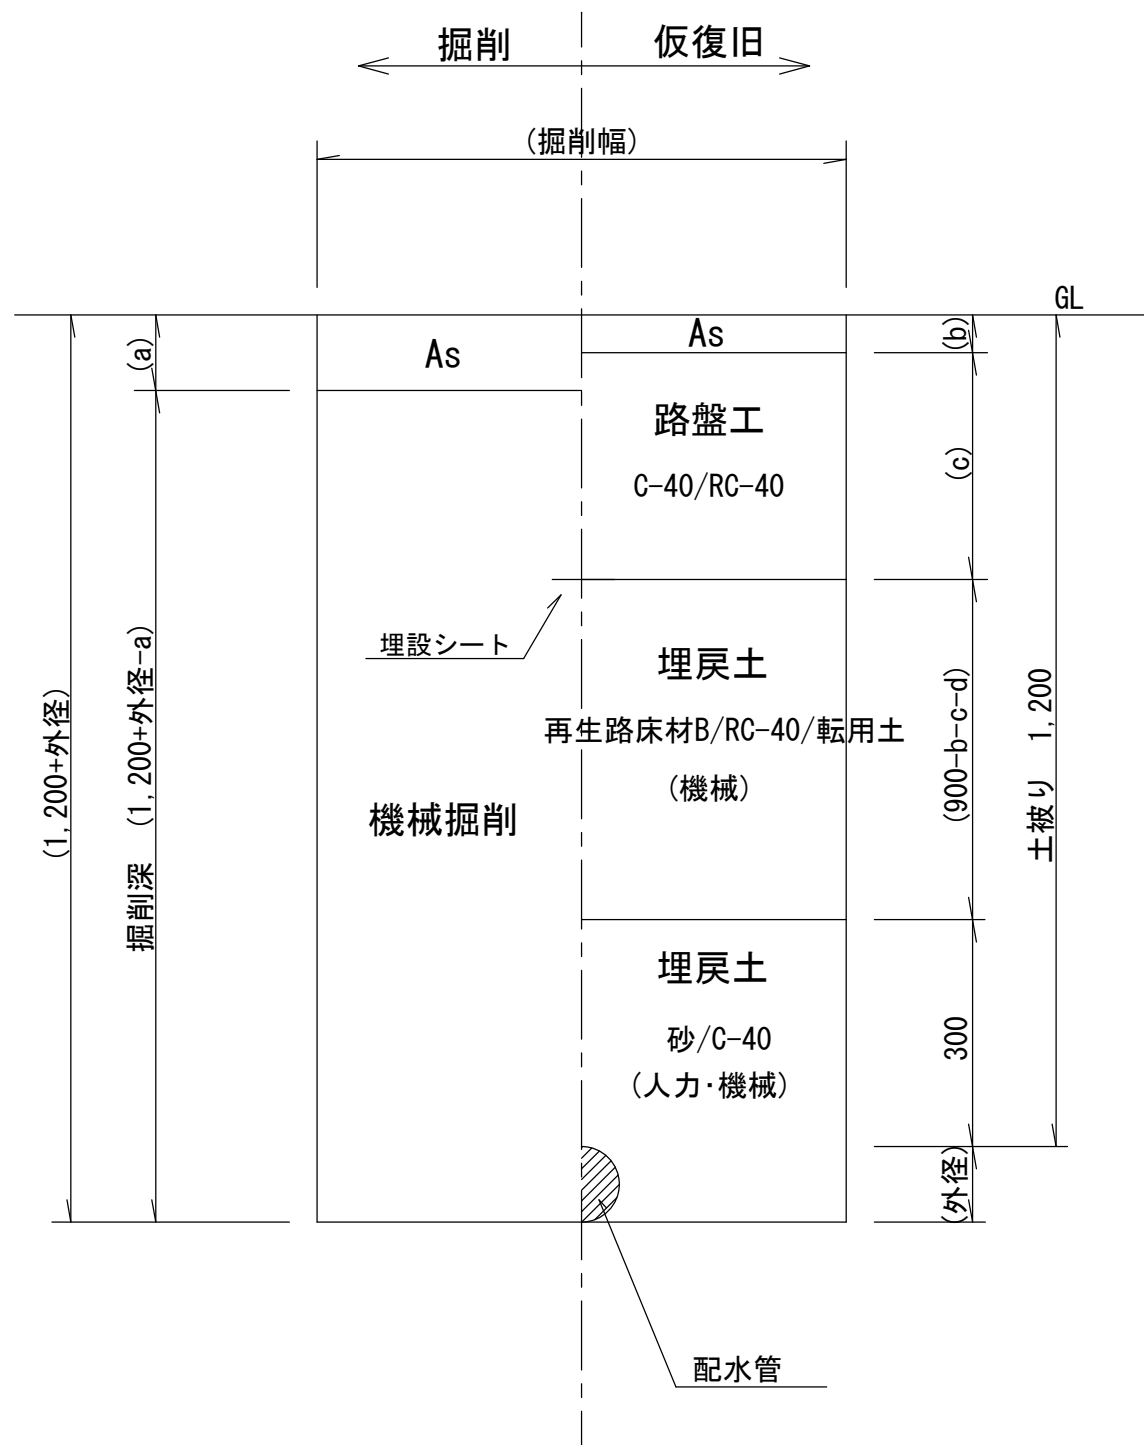 掘削
仮復旧
(掘削幅)
GL
As
As
(a)
(b)
路盤工
C-40/RC-40
(c)
埋設シート
埋戻土
再生路床材B/RC-40/転用土
(機械)
(900-b-c-d)
土被り 1,200
(1,200+外径)
掘削深 (1,200+外径-a)
機械掘削
埋戻土
砂/C-40
(人力・機械)
300
(外径)
配水管